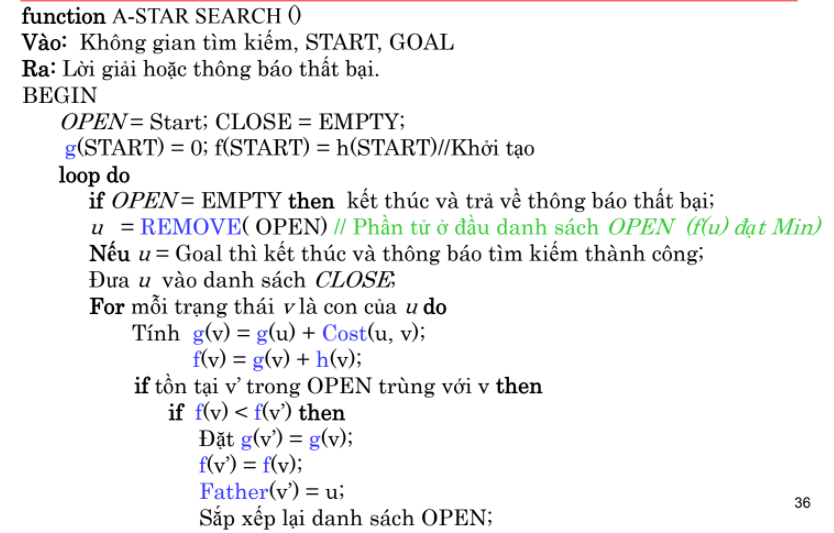 function A-STAR SEARCH ()
Vào: Không gian tìm kiếm, START, GOAL
Ra: Lời giải hoặc thông báo thất bại.
BEGIN
OPEN = Start; CLOSE = EMPTY;
g(START) = 0; f(START) = h(START)//Khởi tạo
loop do
if OPEN = EMPTY then kết thúc và trả về thông báo thất bại;
u = REMOVE( OPEN) // Phần tử ở đầu danh sách OPEN (f(u) đạt Min)
Nếu u = Goal thì kết thúc và thông báo tìm kiếm thành công;
Đưa u vào danh sách CLOSE;
For mỗi trạng thái v là con của u do
Tính g(v) = g(u) + Cost(u, v);
f(v) = g(v) + h(v);
if tồn tại v’ trong OPEN trùng với v then
if f(v) < f(v’) then
Đặt g(v’) = g(v);
f(v’) = f(v);
Father(v’) = u;
Sắp xếp lại danh sách OPEN;
36